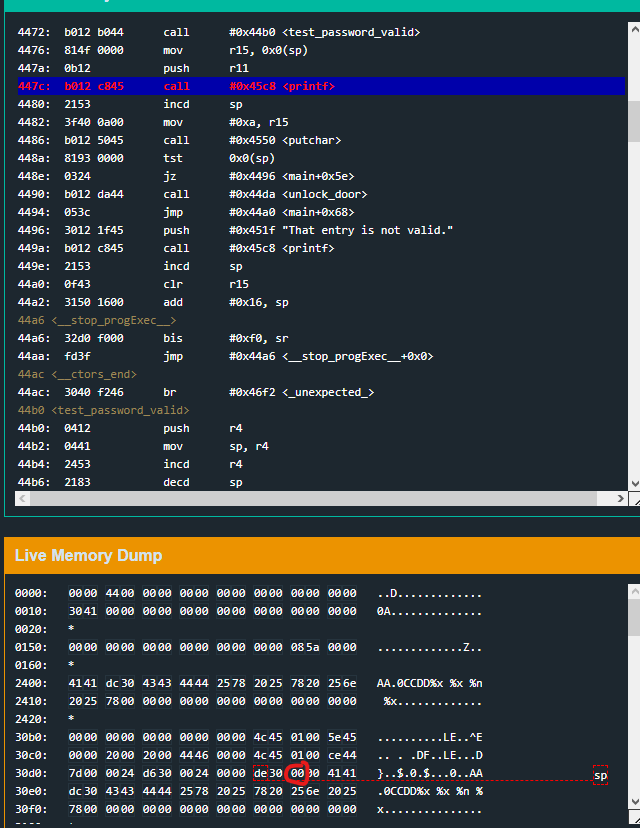 4472: b012 b044 call #0x44b0 <test_password_valid>
4476: 814f 0000 mov r15, 0x0(sp)
447a: 0b12 push r11
447c: b012 c845 call #0x45c8 <printf>
4480: 2153 incd sp
4482: 3f40 0a00 mov #0xa, r15
4486: b012 5045 call #0x4550 <putchar>
448a: 8193 0000 tst 0x0(sp)
448e: 0324 jz #0x4496 <main+0x5e>
4490: b012 da44 call #0x44da <unlock_door>
4494: 053c jmp #0x44a0 <main+0x68>
4496: 3012 1f45 push #0x451f "That entry is not valid."
449a: b012 c845 call #0x45c8 <printf>
449e: 2153 incd sp
44a0: 0f43 clr r15
44a2: 3150 1600 add #0x16, sp
44a6 <__stop_progExec__>
44a6: 32d0 f000 bis #0xf0, sr
44aa: fd3f jmp #0x44a6 <__stop_progExec__+0x0>
44ac <__ctors_end>
44ac: 3040 f246 br #0x46f2 <_unexpected_>
44b0 <test_password_valid>
44b0: 0412 push r4
44b2: 0441 mov sp, r4
44b4: 2453 incd r4
44b6: 2183 decd sp
Live Memory Dump
0000: 0000 4400 0000 0000 0000 0000 0000 0000 ..D.............
0010: 3041 0000 0000 0000 0000 0000 0000 0000 0A..............
0020: *
0150: 0000 0000 0000 0000 0000 0000 085a 0000 .............Z..
0160: *
2400: 4141 dc30 4343 4444 2578 2025 7820 256e AA.0CCDD%x %x %n
2410: 2025 7800 0000 0000 0000 0000 0000 0000 %x.............
2420: *
30b0: 0000 0000 0000 0000 0000 4c45 0100 5e45 ..........LE..^E
30c0: 0000 2000 2000 4446 0000 4c45 0100 ce44 .. . .DF..LE...D
30d0: 7d00 0024 d630 0024 0000 de30 0000 4141 }..$.0.$...0..AA sp
30e0: dc30 4343 4444 2578 2025 7820 256e 2025 .0CCDD%x %x %n %
30f0: 7800 0000 0000 0000 0000 0000 0000 0000 x...............